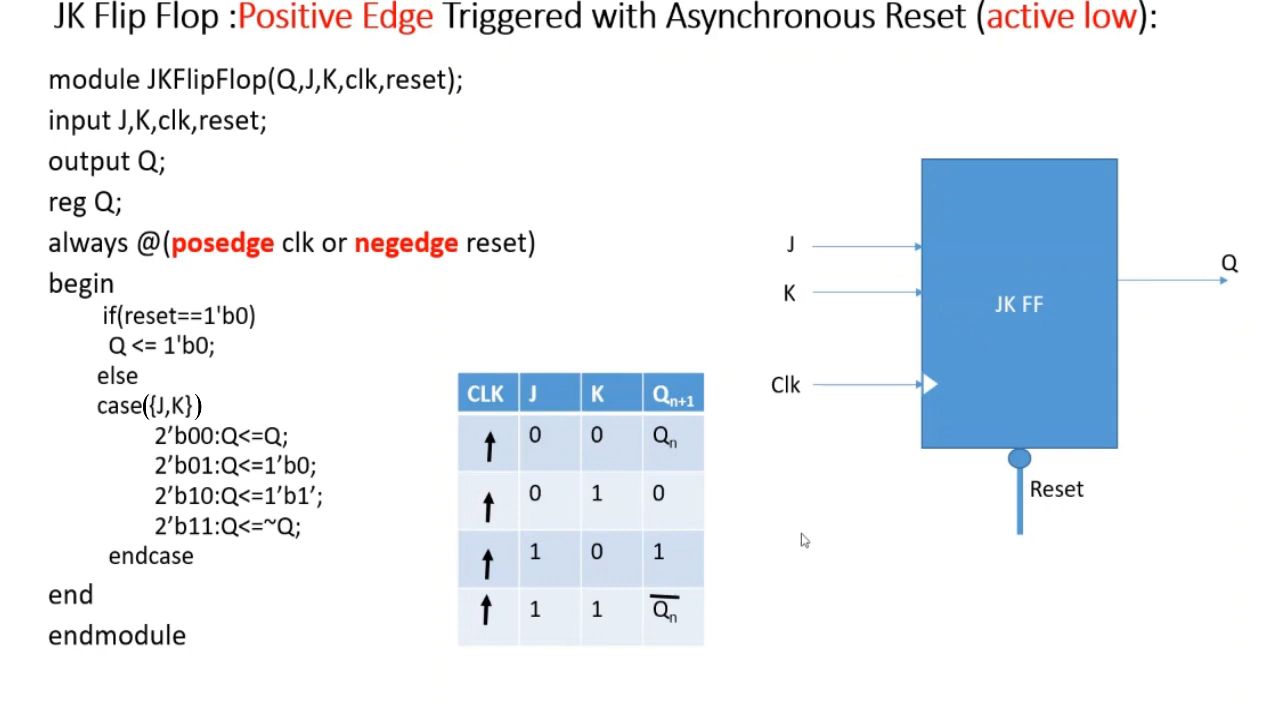 JK Flip Flop :Positive Edge Triggered with Asynchronous Reset (active low):
module JKFlipFlop(Q,J,K,clk,reset);
input J,K,clk,reset;
output Q;
reg Q;
always @(posedge clk or negedge reset)
begin
if(reset==1'b0)
Q <= 1'b0;
else
case({J,K})
2’b00:Q<=Q;
2’b01:Q<=1’b0;
2’b10:Q<=1’b1’;
2’b11:Q<=~Q;
endcase
end
endmodule
CLK J K Qn+1
↑ 0 0 Qn
↑ 0 1 0
↑ 1 0 1
↑ 1 1 Q̅n
J
K
Clk
JK FF
Q
Reset